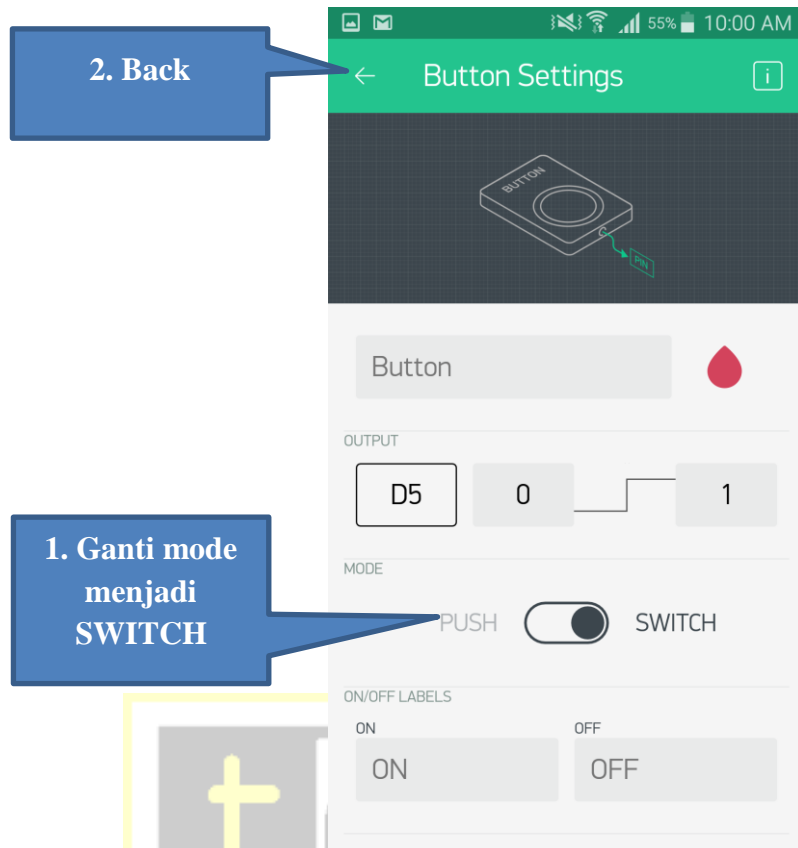 55% 10:00 AM
2. Back
Button Settings
i
BUTTON
PIN
Button
OUTPUT
D5 0 1
1. Ganti mode
menjadi
SWITCH
MODE
PUSH SWITCH
ON/OFF LABELS
ON OFF
ON OFF